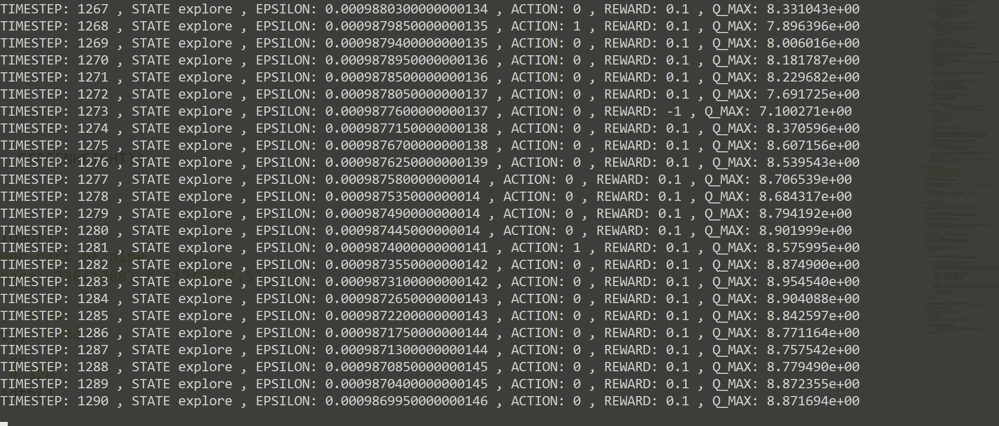 TIMESTEP: 1267 , STATE explore , EPSILON: 0.0009880300000000134 , ACTION: 0 , REWARD: 0.1 , Q_MAX: 8.331043e+00
TIMESTEP: 1268 , STATE explore , EPSILON: 0.0009879850000000135 , ACTION: 1 , REWARD: 0.1 , Q_MAX: 7.896396e+00
TIMESTEP: 1269 , STATE explore , EPSILON: 0.0009879400000000135 , ACTION: 0 , REWARD: 0.1 , Q_MAX: 8.006016e+00
TIMESTEP: 1270 , STATE explore , EPSILON: 0.0009878950000000136 , ACTION: 0 , REWARD: 0.1 , Q_MAX: 8.181787e+00
TIMESTEP: 1271 , STATE explore , EPSILON: 0.0009878500000000136 , ACTION: 0 , REWARD: 0.1 , Q_MAX: 8.229682e+00
TIMESTEP: 1272 , STATE explore , EPSILON: 0.0009878050000000137 , ACTION: 0 , REWARD: 0.1 , Q_MAX: 7.691725e+00
TIMESTEP: 1273 , STATE explore , EPSILON: 0.0009877600000000137 , ACTION: 0 , REWARD: -1 , Q_MAX: 7.100271e+00
TIMESTEP: 1274 , STATE explore , EPSILON: 0.0009877150000000138 , ACTION: 0 , REWARD: 0.1 , Q_MAX: 8.370596e+00
TIMESTEP: 1275 , STATE explore , EPSILON: 0.0009876700000000138 , ACTION: 0 , REWARD: 0.1 , Q_MAX: 8.607156e+00
SCREENHEIGHT))
TIMESTEP: 1276 , STATE explore , EPSILON: 0.0009876250000000139 , ACTION: 0 , REWARD: 0.1 , Q_MAX: 8.539543e+00
TIMESTEP: 1277 , STATE explore , EPSILON: 0.000987580000000014 , ACTION: 0 , REWARD: 0.1 , Q_MAX: 8.706539e+00
TIMESTEP: 1278 , STATE explore , EPSILON: 0.000987535000000014 , ACTION: 0 , REWARD: 0.1 , Q_MAX: 8.684317e+00
TIMESTEP: 1279 , STATE explore , EPSILON: 0.000987490000000014 , ACTION: 0 , REWARD: 0.1 , Q_MAX: 8.794192e+00
TIMESTEP: 1280 , STATE explore , EPSILON: 0.000987445000000014 , ACTION: 0 , REWARD: 0.1 , Q_MAX: 8.901999e+00
load()
TIMESTEP: 1281 , STATE explore , EPSILON: 0.0009874000000000141 , ACTION: 1 , REWARD: 0.1 , Q_MAX: 8.575995e+00
wer part of pipe
TIMESTEP: 1282 , STATE explore , EPSILON: 0.0009873550000000142 , ACTION: 0 , REWARD: 0.1 , Q_MAX: 8.874900e+00
TIMESTEP: 1283 , STATE explore , EPSILON: 0.0009873100000000142 , ACTION: 0 , REWARD: 0.1 , Q_MAX: 8.954540e+00
TIMESTEP: 1284 , STATE explore , EPSILON: 0.0009872650000000143 , ACTION: 0 , REWARD: 0.1 , Q_MAX: 8.904088e+00
TIMESTEP: 1285 , STATE explore , EPSILON: 0.0009872200000000143 , ACTION: 0 , REWARD: 0.1 , Q_MAX: 8.842597e+00
TIMESTEP: 1286 , STATE explore , EPSILON: 0.0009871750000000144 , ACTION: 0 , REWARD: 0.1 , Q_MAX: 8.771164e+00
TIMESTEP: 1287 , STATE explore , EPSILON: 0.0009871300000000144 , ACTION: 0 , REWARD: 0.1 , Q_MAX: 8.757542e+00
TIMESTEP: 1288 , STATE explore , EPSILON: 0.0009870850000000145 , ACTION: 0 , REWARD: 0.1 , Q_MAX: 8.779490e+00
TIMESTEP: 1289 , STATE explore , EPSILON: 0.0009870400000000145 , ACTION: 0 , REWARD: 0.1 , Q_MAX: 8.872355e+00
TIMESTEP: 1290 , STATE explore , EPSILON: 0.0009869950000000146 , ACTION: 0 , REWARD: 0.1 , Q_MAX: 8.871694e+00